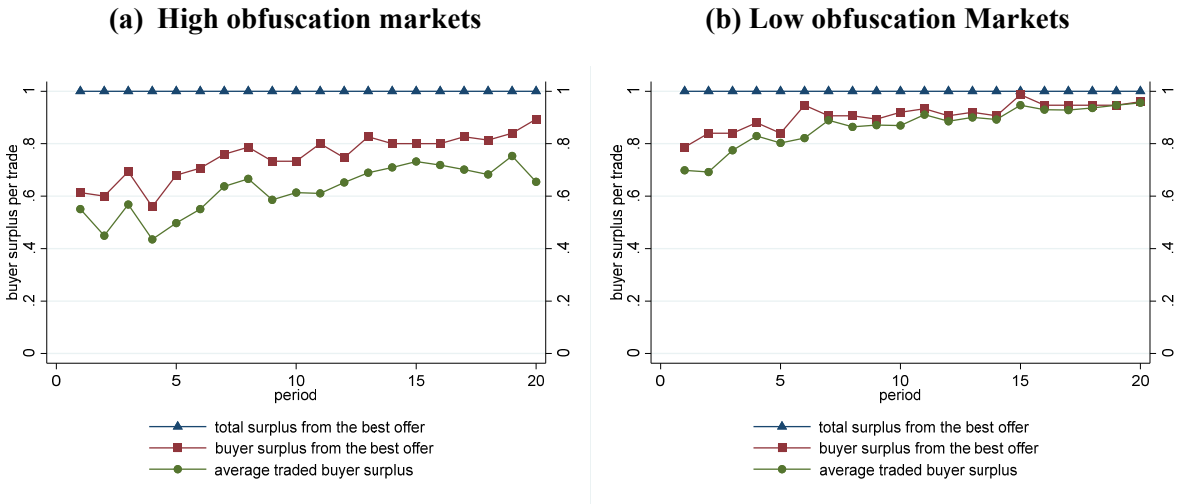 (a) High obfuscation markets
buyer surplus per trade
1
.8
.6
.4
.2
0
1
.8
.6
.4
.2
0
0 5 10 15 20
period
total surplus from the best offer
buyer surplus from the best offer
average traded buyer surplus
(b) Low obfuscation Markets
buyer surplus per trade
1
.8
.6
.4
.2
0
1
.8
.6
.4
.2
0
0 5 10 15 20
period
total surplus from the best offer
buyer surplus from the best offer
average traded buyer surplus